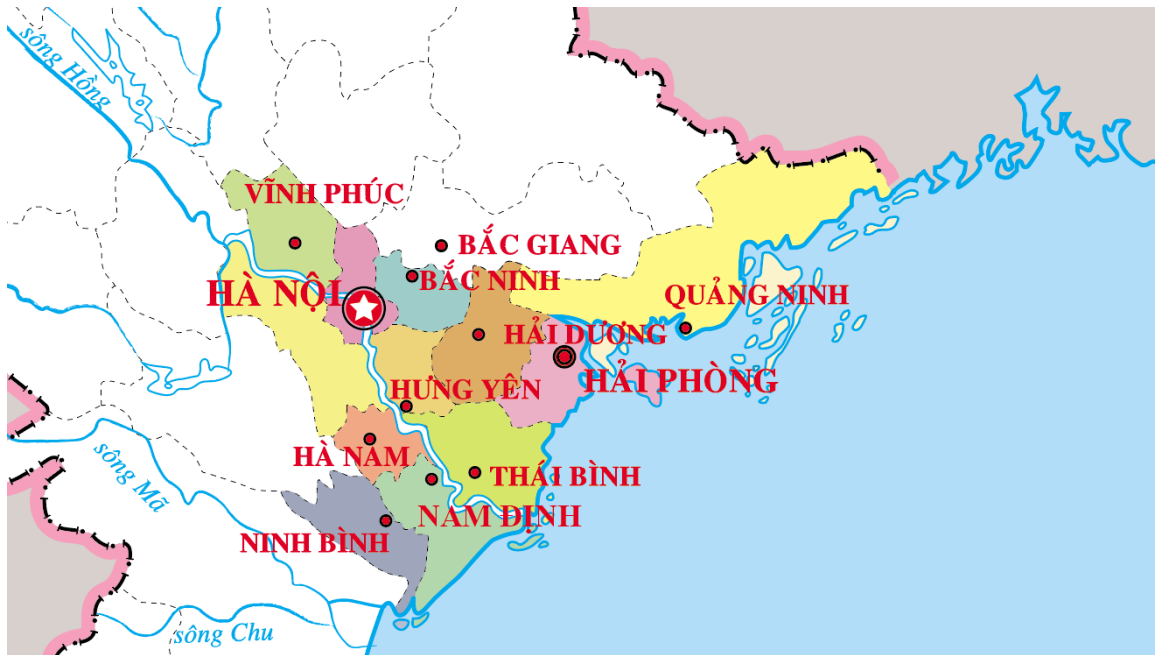 sông Hồng
VĨNH PHÚC
BẮC GIANG
BẮC NINH
HÀ NỘI
QUẢNG NINH
HẢI DƯƠNG
HẢI PHÒNG
HƯNG YÊN
HÀ NAM
sông Mã
THÁI BÌNH
NAM ĐỊNH
NINH BÌNH
sông Chu